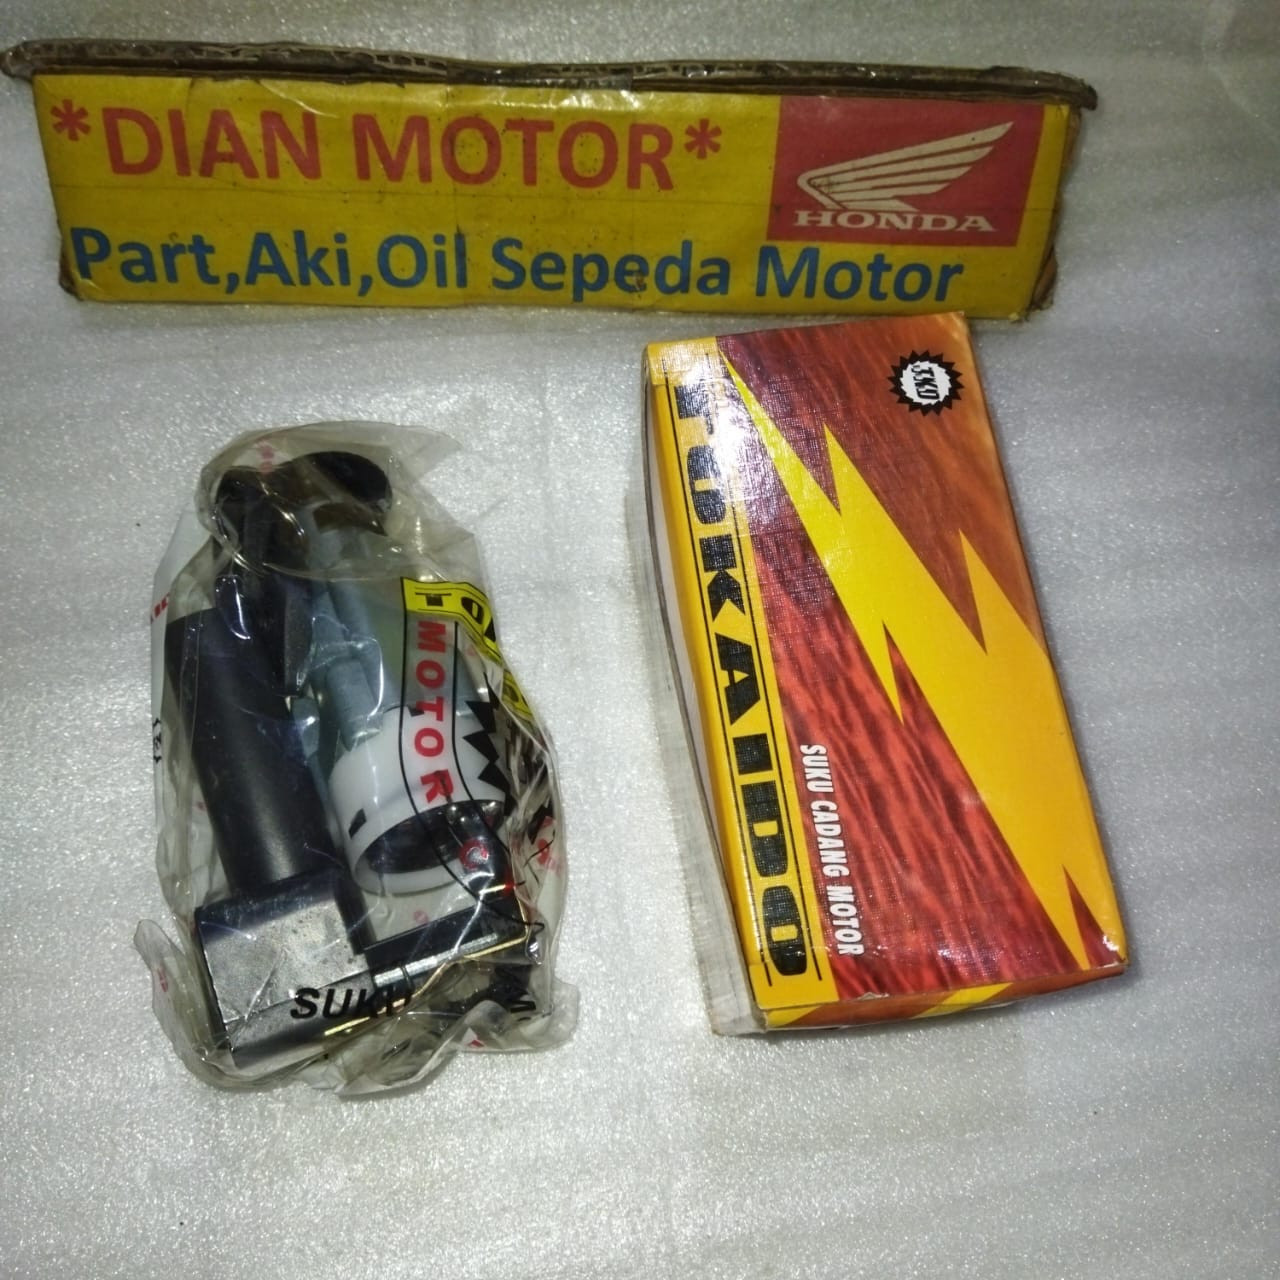 *DIAN MOTOR*
HONDA
Part,Aki,Oil Sepeda Motor
TOKAIDO
SUKU CADANG MOTOR
MOTOR
SUKU